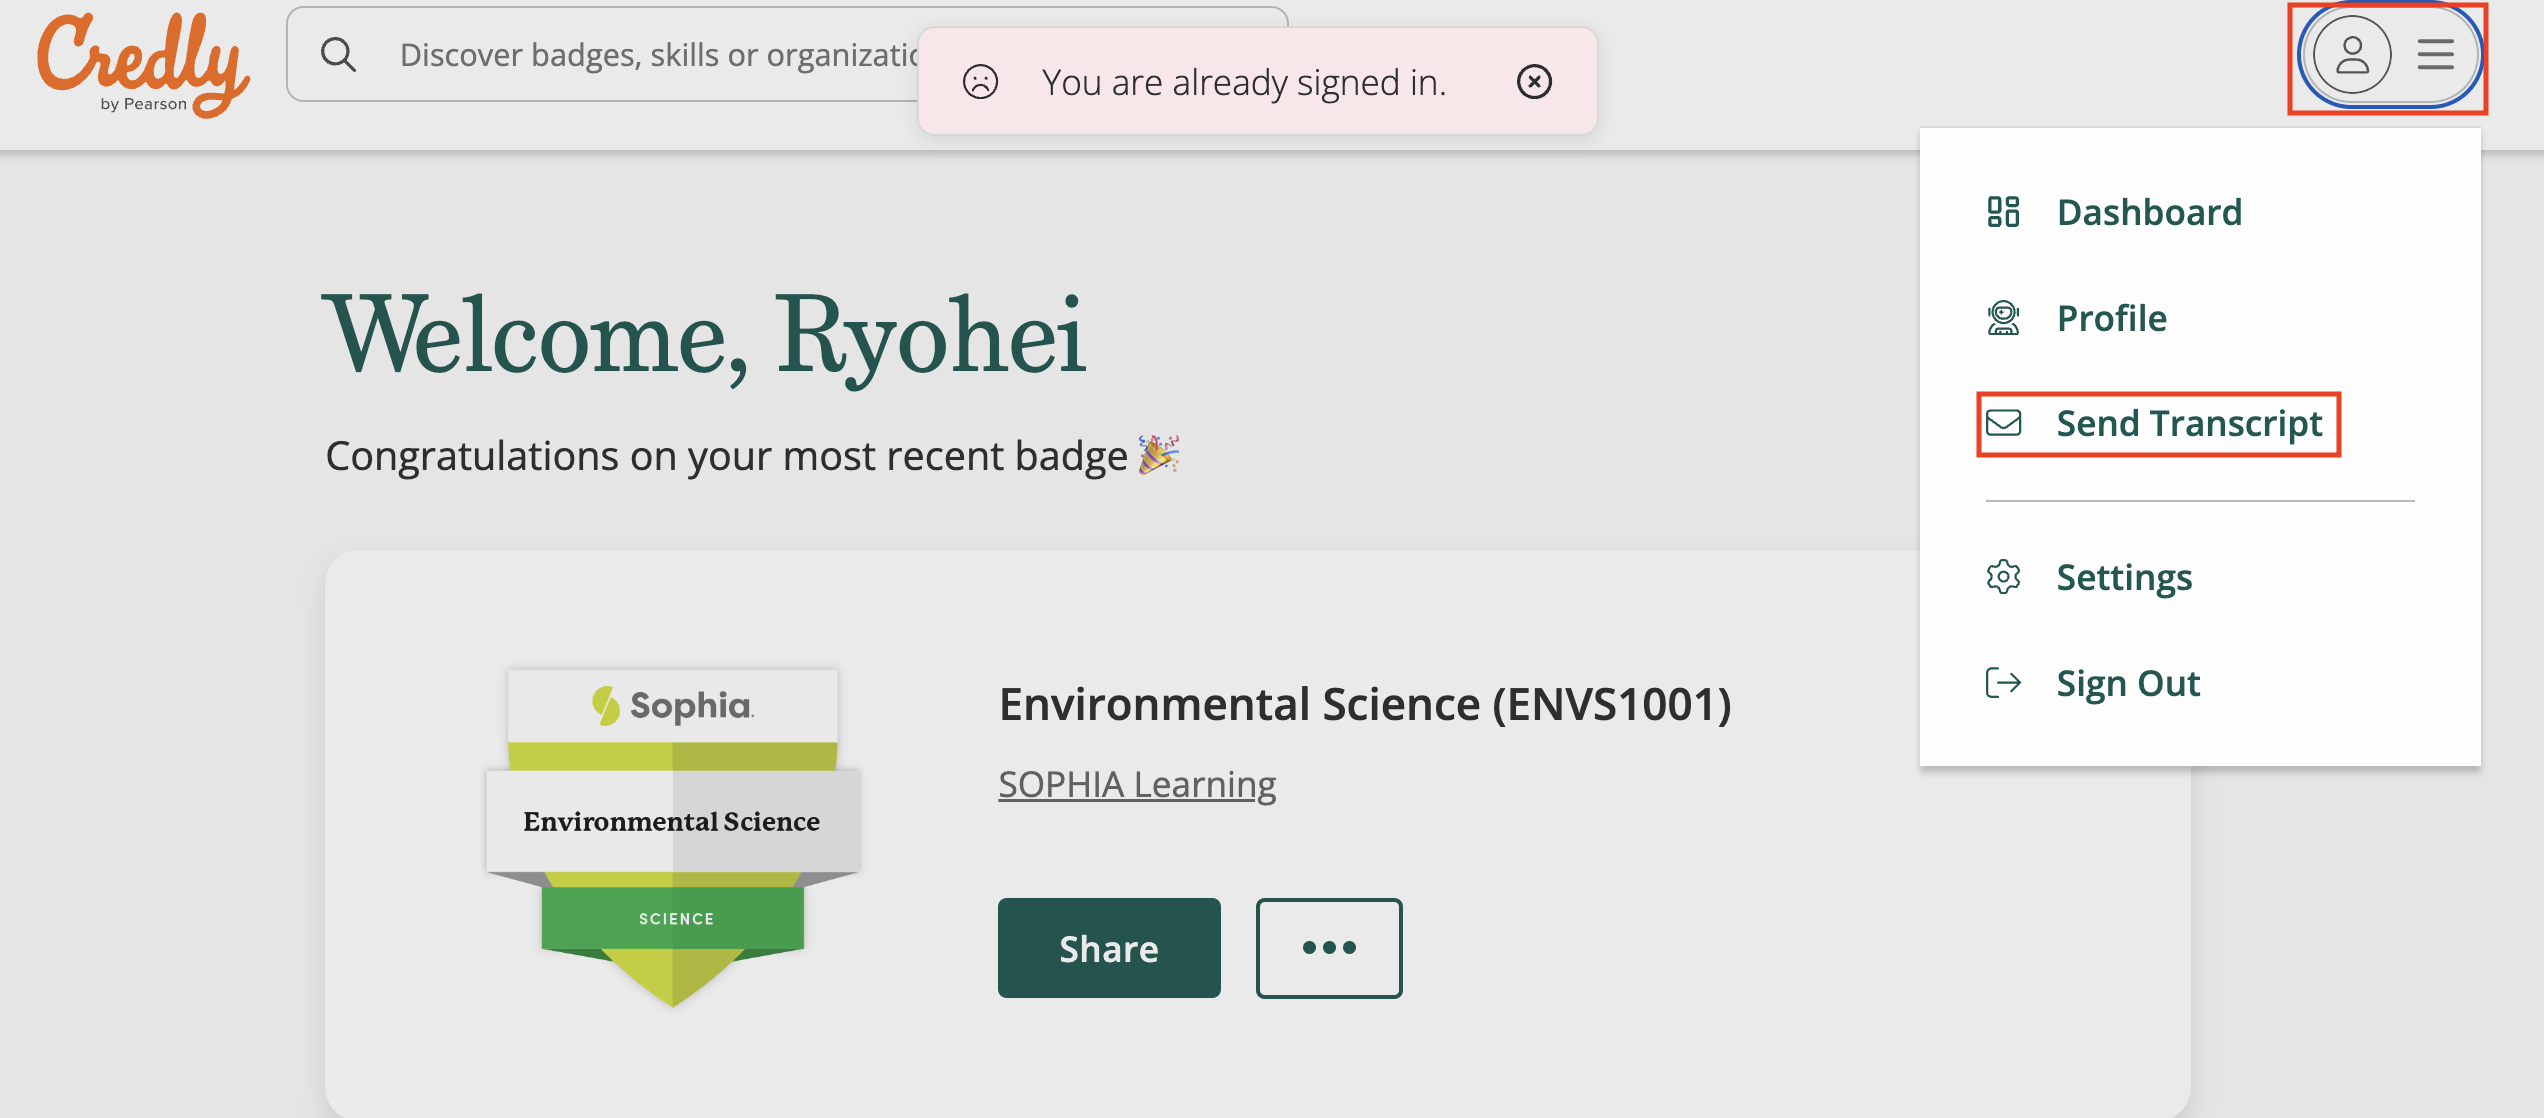 Credly
by Pearson
Discover badges, skills or organizatio
You are already signed in.
Dashboard
Profile
Send Transcript
Settings
Sign Out
Welcome, Ryohei
Congratulations on your most recent badge 🎉
Sophia.
Environmental Science
SCIENCE
Environmental Science (ENVS1001)
SOPHIA Learning
Share